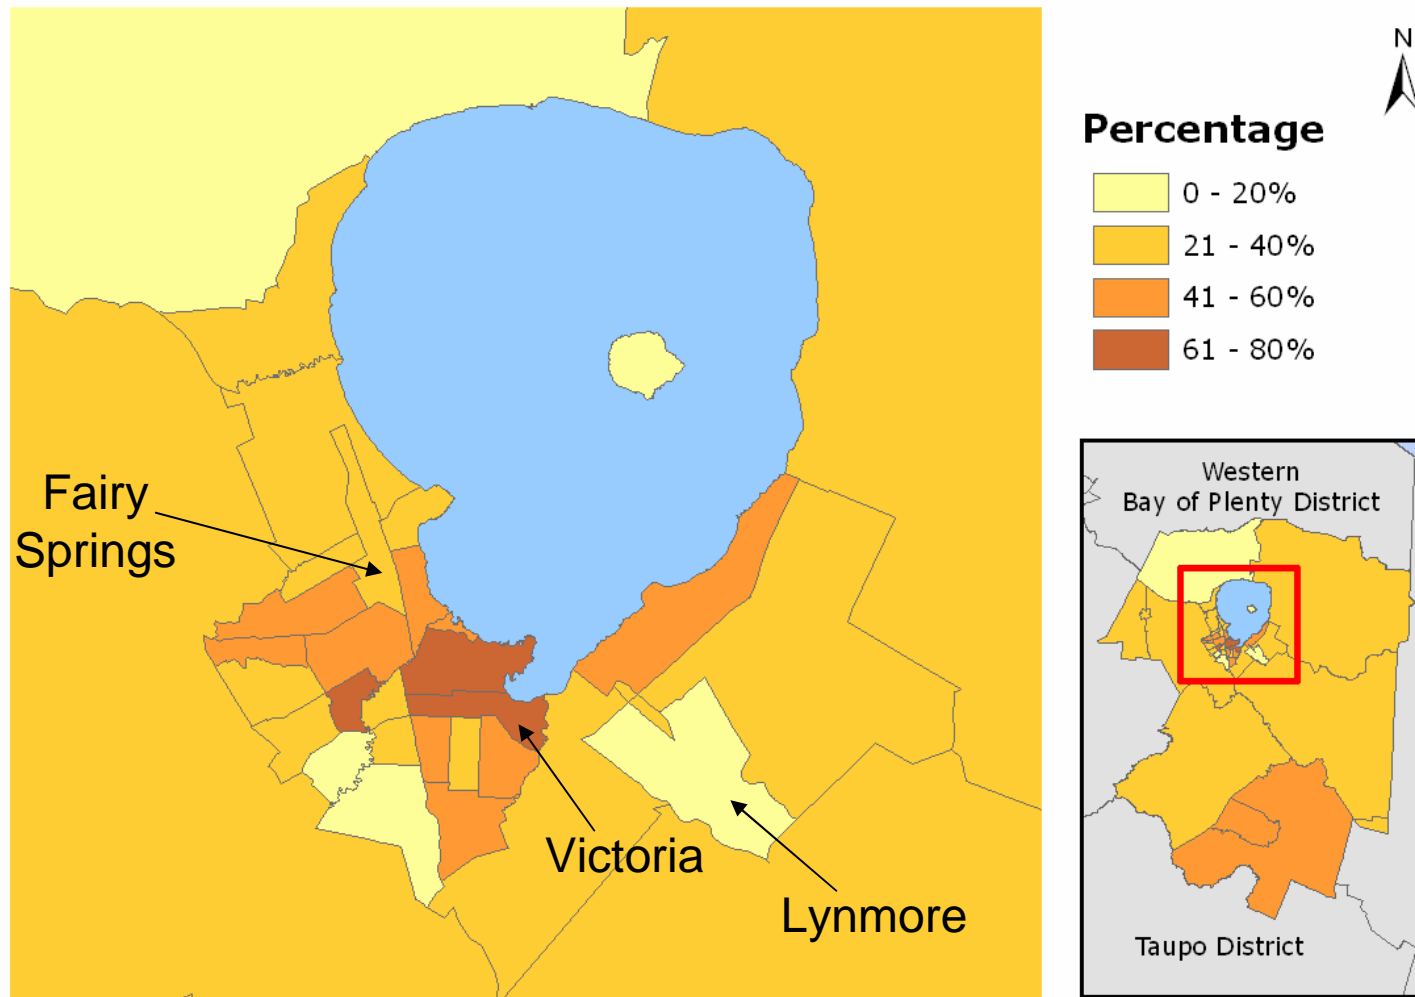 N
Percentage
0 - 20%
21 - 40%
41 - 60%
61 - 80%
Fairy
Springs
Victoria
Lynmore
Western
Bay of Plenty District
Taupo District